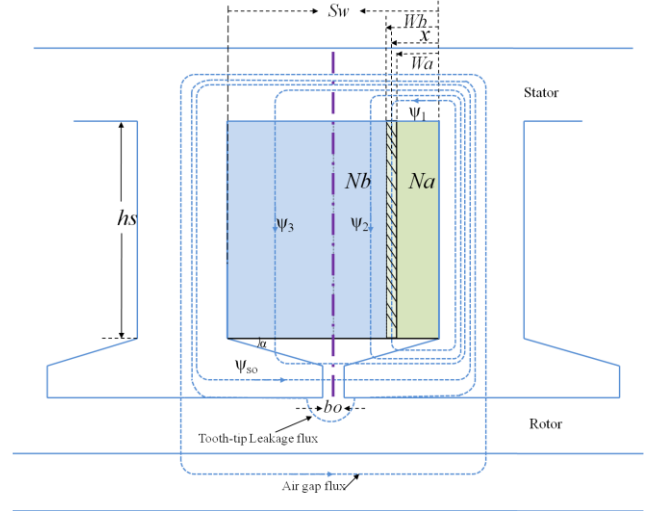 Sw
Wb
x
Wa
Stator
ψ1
hs
Nb
Na
ψ3
ψ2
α
ψso
bo
Tooth-tip Leakage flux
Rotor
Air gap flux